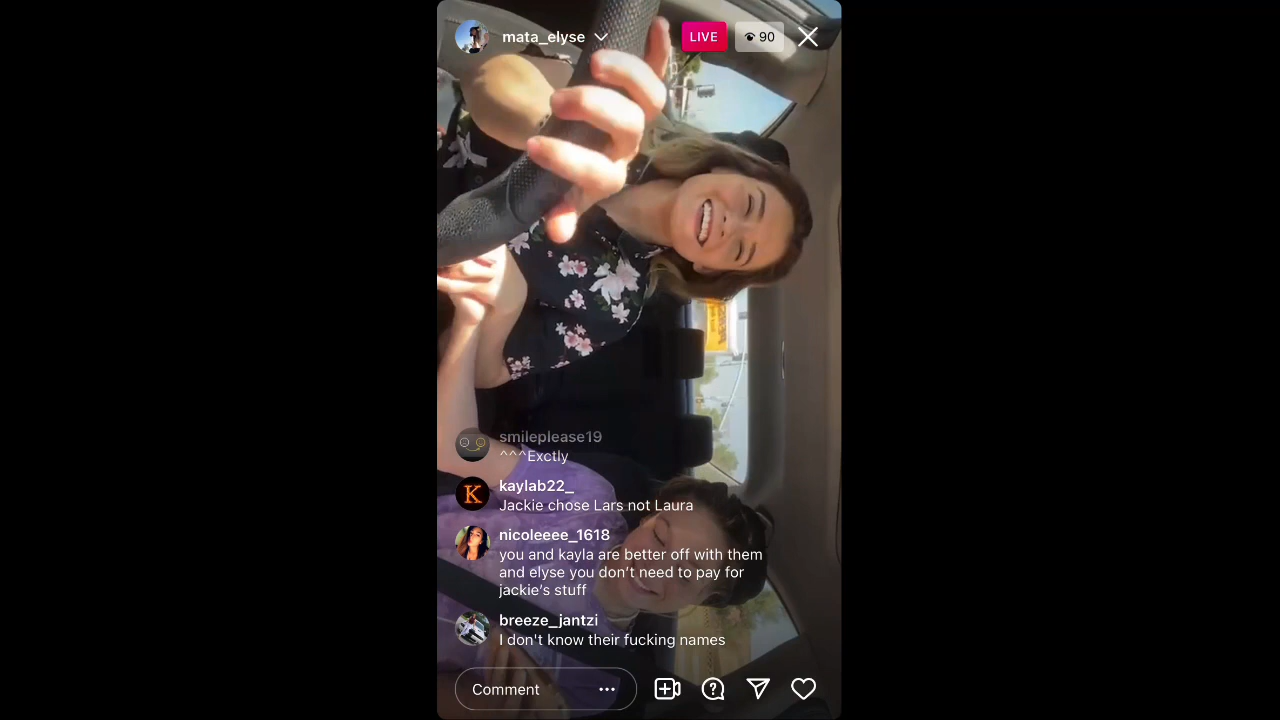 mata_elyse
LIVE
90
smileplease19
^^^Exctly
K
kaylab22_
Jackie chose Lars not Laura
nicoleeee_1618
you and kayla are better off with them
and elyse you don’t need to pay for
jackie’s stuff
breeze_jantzi
I don't know their fucking names
Comment